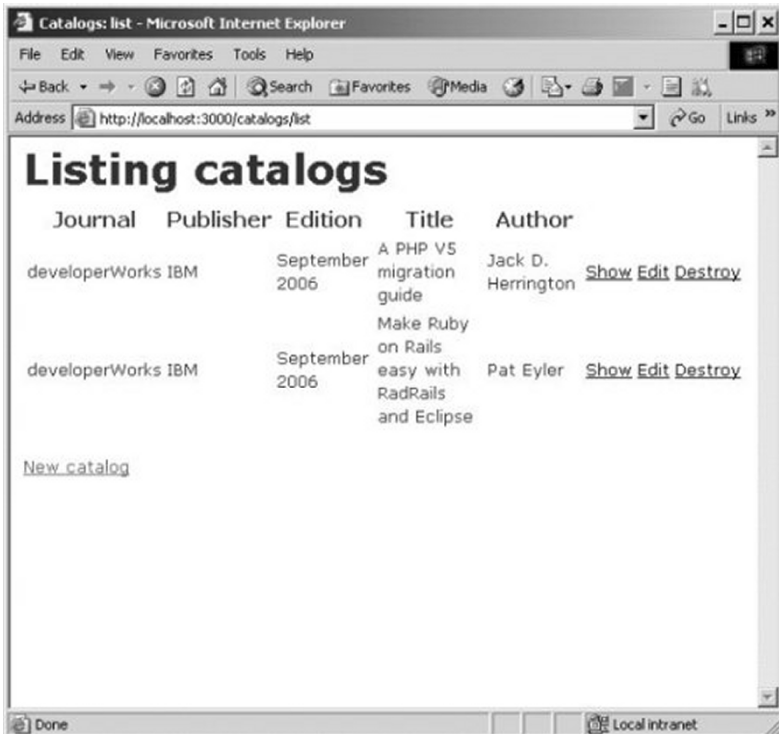 Catalogs: list - Microsoft Internet Explorer
File Edit View Favorites Tools Help
Back Search Favorites Media
Address http://localhost:3000/catalogs/list Go Links »
Listing catalogs
Journal Publisher Edition Title Author
developerWorks IBM September 2006 A PHP V5 migration guide Jack D. Herrington Show Edit Destroy
developerWorks IBM September 2006 Make Ruby on Rails easy with RadRails and Eclipse Pat Eyler Show Edit Destroy
New catalog
Done Local intranet